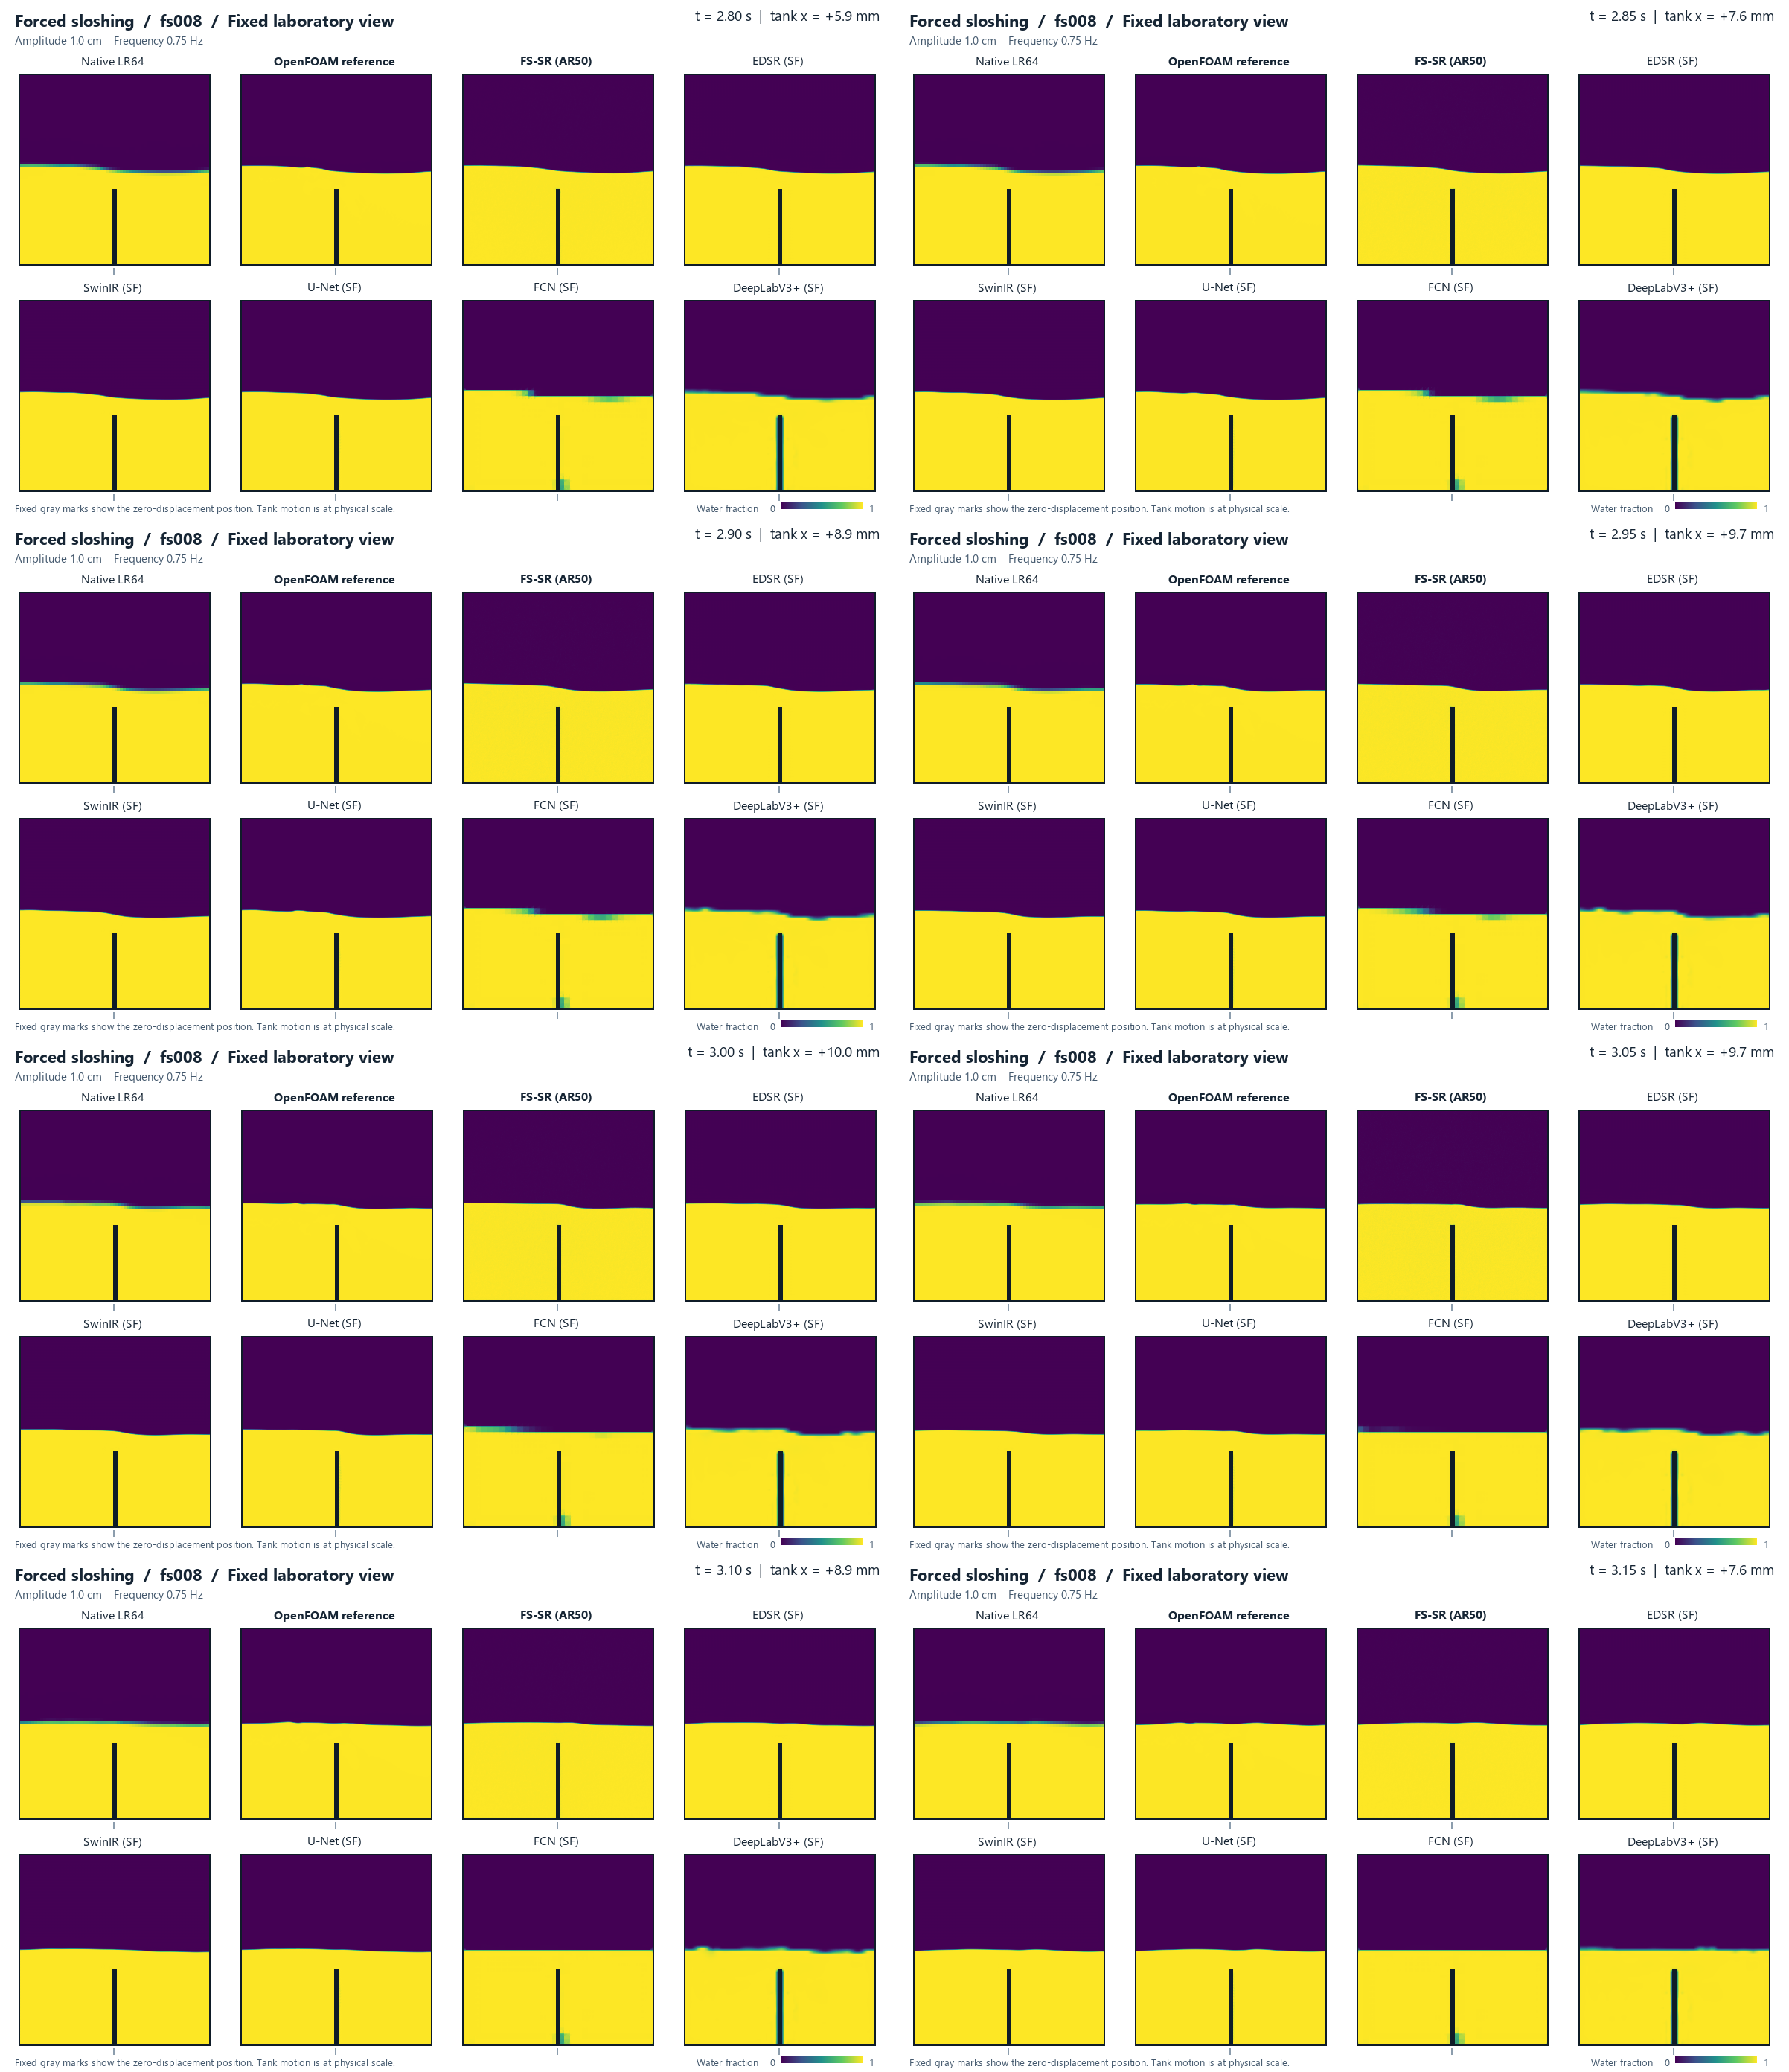 Forced sloshing / fs008 / Fixed laboratory view
t = 2.80 s | tank x = +5.9 mm
Amplitude 1.0 cm Frequency 0.75 Hz
Native LR64 OpenFOAM reference FS-SR (AR50) EDSR (SF)
SwinIR (SF) U-Net (SF) FCN (SF) DeepLabV3+ (SF)
Fixed gray marks show the zero-displacement position. Tank motion is at physical scale.
Water fraction 0 1
Forced sloshing / fs008 / Fixed laboratory view
t = 2.85 s | tank x = +7.6 mm
Amplitude 1.0 cm Frequency 0.75 Hz
Native LR64 OpenFOAM reference FS-SR (AR50) EDSR (SF)
SwinIR (SF) U-Net (SF) FCN (SF) DeepLabV3+ (SF)
Fixed gray marks show the zero-displacement position. Tank motion is at physical scale.
Water fraction 0 1
Forced sloshing / fs008 / Fixed laboratory view
t = 2.90 s | tank x = +8.9 mm
Amplitude 1.0 cm Frequency 0.75 Hz
Native LR64 OpenFOAM reference FS-SR (AR50) EDSR (SF)
SwinIR (SF) U-Net (SF) FCN (SF) DeepLabV3+ (SF)
Fixed gray marks show the zero-displacement position. Tank motion is at physical scale.
Water fraction 0 1
Forced sloshing / fs008 / Fixed laboratory view
t = 2.95 s | tank x = +9.7 mm
Amplitude 1.0 cm Frequency 0.75 Hz
Native LR64 OpenFOAM reference FS-SR (AR50) EDSR (SF)
SwinIR (SF) U-Net (SF) FCN (SF) DeepLabV3+ (SF)
Fixed gray marks show the zero-displacement position. Tank motion is at physical scale.
Water fraction 0 1
Forced sloshing / fs008 / Fixed laboratory view
t = 3.00 s | tank x = +10.0 mm
Amplitude 1.0 cm Frequency 0.75 Hz
Native LR64 OpenFOAM reference FS-SR (AR50) EDSR (SF)
SwinIR (SF) U-Net (SF) FCN (SF) DeepLabV3+ (SF)
Fixed gray marks show the zero-displacement position. Tank motion is at physical scale.
Water fraction 0 1
Forced sloshing / fs008 / Fixed laboratory view
t = 3.05 s | tank x = +9.7 mm
Amplitude 1.0 cm Frequency 0.75 Hz
Native LR64 OpenFOAM reference FS-SR (AR50) EDSR (SF)
SwinIR (SF) U-Net (SF) FCN (SF) DeepLabV3+ (SF)
Fixed gray marks show the zero-displacement position. Tank motion is at physical scale.
Water fraction 0 1
Forced sloshing / fs008 / Fixed laboratory view
t = 3.10 s | tank x = +8.9 mm
Amplitude 1.0 cm Frequency 0.75 Hz
Native LR64 OpenFOAM reference FS-SR (AR50) EDSR (SF)
SwinIR (SF) U-Net (SF) FCN (SF) DeepLabV3+ (SF)
Fixed gray marks show the zero-displacement position. Tank motion is at physical scale.
Water fraction 0 1
Forced sloshing / fs008 / Fixed laboratory view
t = 3.15 s | tank x = +7.6 mm
Amplitude 1.0 cm Frequency 0.75 Hz
Native LR64 OpenFOAM reference FS-SR (AR50) EDSR (SF)
SwinIR (SF) U-Net (SF) FCN (SF) DeepLabV3+ (SF)
Fixed gray marks show the zero-displacement position. Tank motion is at physical scale.
Water fraction 0 1